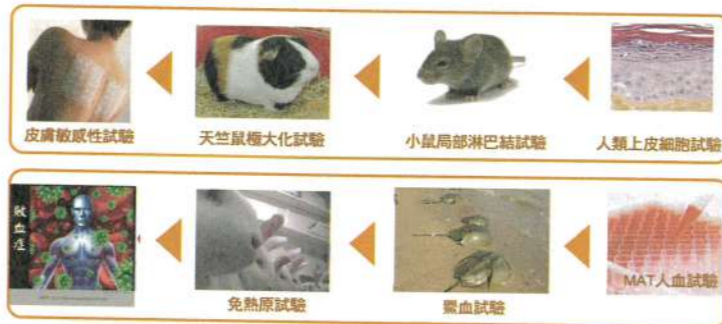 皮膚敏感性試驗
天竺鼠極大化試驗
小鼠局部淋巴結試驗
人類上皮細胞試驗
敗血症
免熱原試驗
鱟血試驗
MAT人血試驗